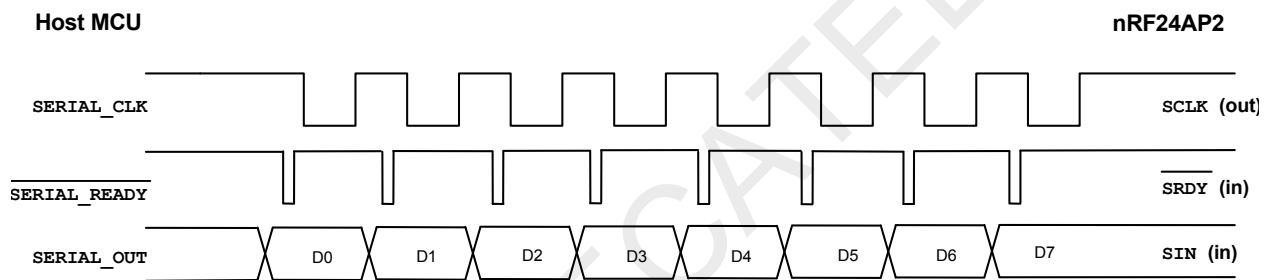 Host MCU
nRF24AP2
SERIAL_CLK
SCLK (out)
SERIAL_READY
SRDY (in)
SERIAL_OUT
D0 D1 D2 D3 D4 D5 D6 D7
SIN (in)